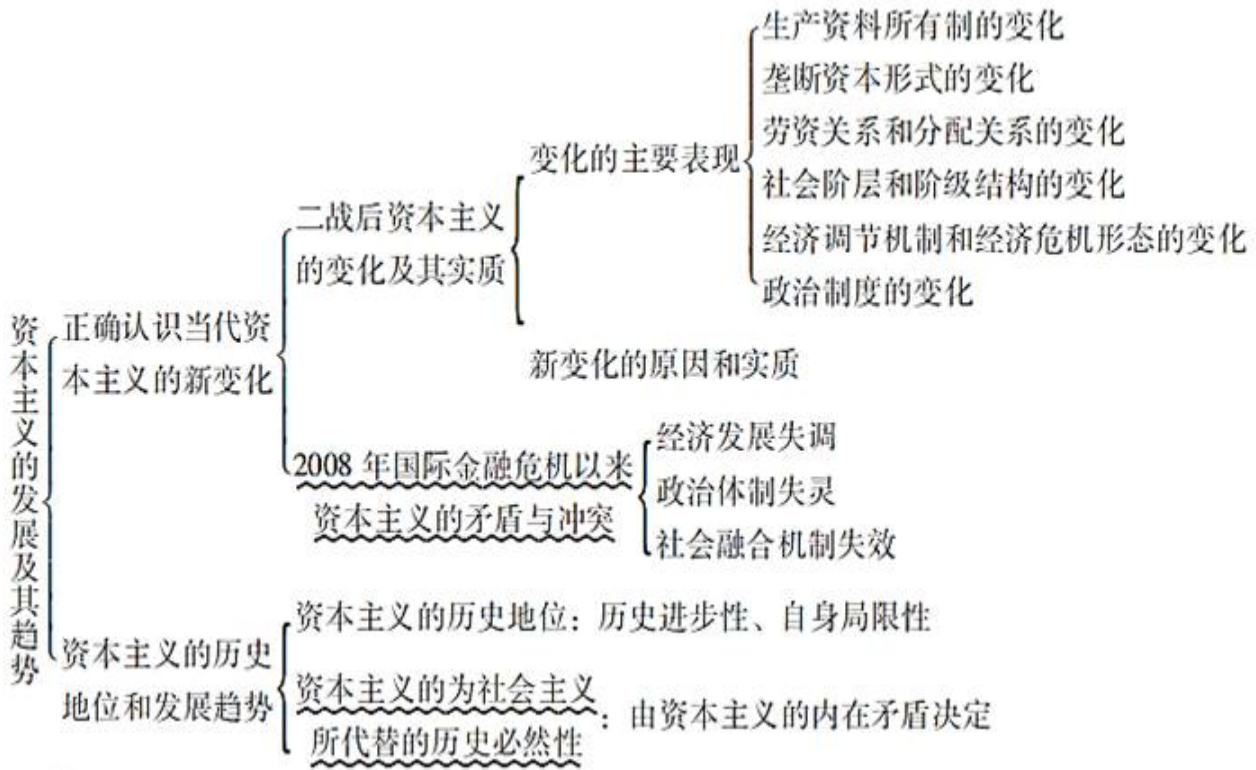 资本主义的发展及其趋势
正确认识当代资
本主义的新变化
二战后资本主义
的变化及其实质
变化的主要表现
生产资料所有制的变化
垄断资本形式的变化
劳资关系和分配关系的变化
社会阶层和阶级结构的变化
经济调节机制和经济危机形态的变化
政治制度的变化
新变化的原因和实质
2008 年国际金融危机以来
资本主义的矛盾与冲突
经济发展失调
政治体制失灵
社会融合机制失效
资本主义的历史
地位和发展趋势
资本主义的历史地位：历史进步性、自身局限性
资本主义的为社会主义
所代替的历史必然性
：由资本主义的内在矛盾决定